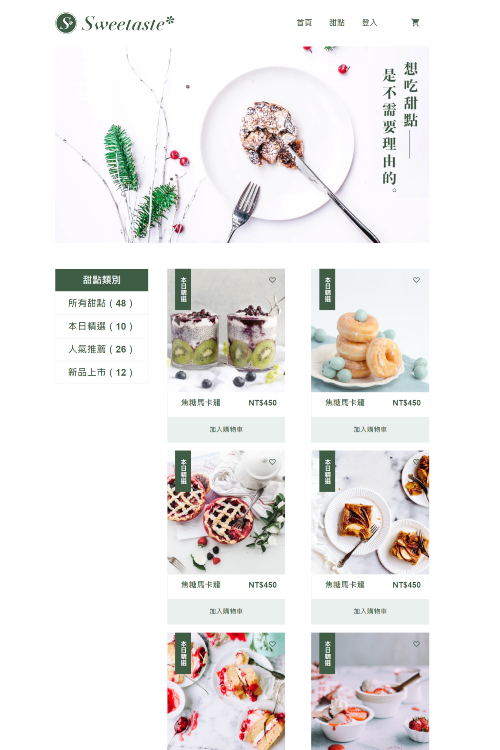 S Sweetaste*
首頁 甜點 登入
想吃甜點——
是不需要理由的。
甜點類別
所有甜點 ( 48 )
本日精選 ( 10 )
人氣推薦 ( 26 )
新品上市 ( 12 )
本日精選
本日精選
焦糖馬卡龍 NT$450
焦糖馬卡龍 NT$450
加入購物車
加入購物車
本日精選
本日精選
焦糖馬卡龍 NT$450
焦糖馬卡龍 NT$450
加入購物車
加入購物車
本日精選
本日精選